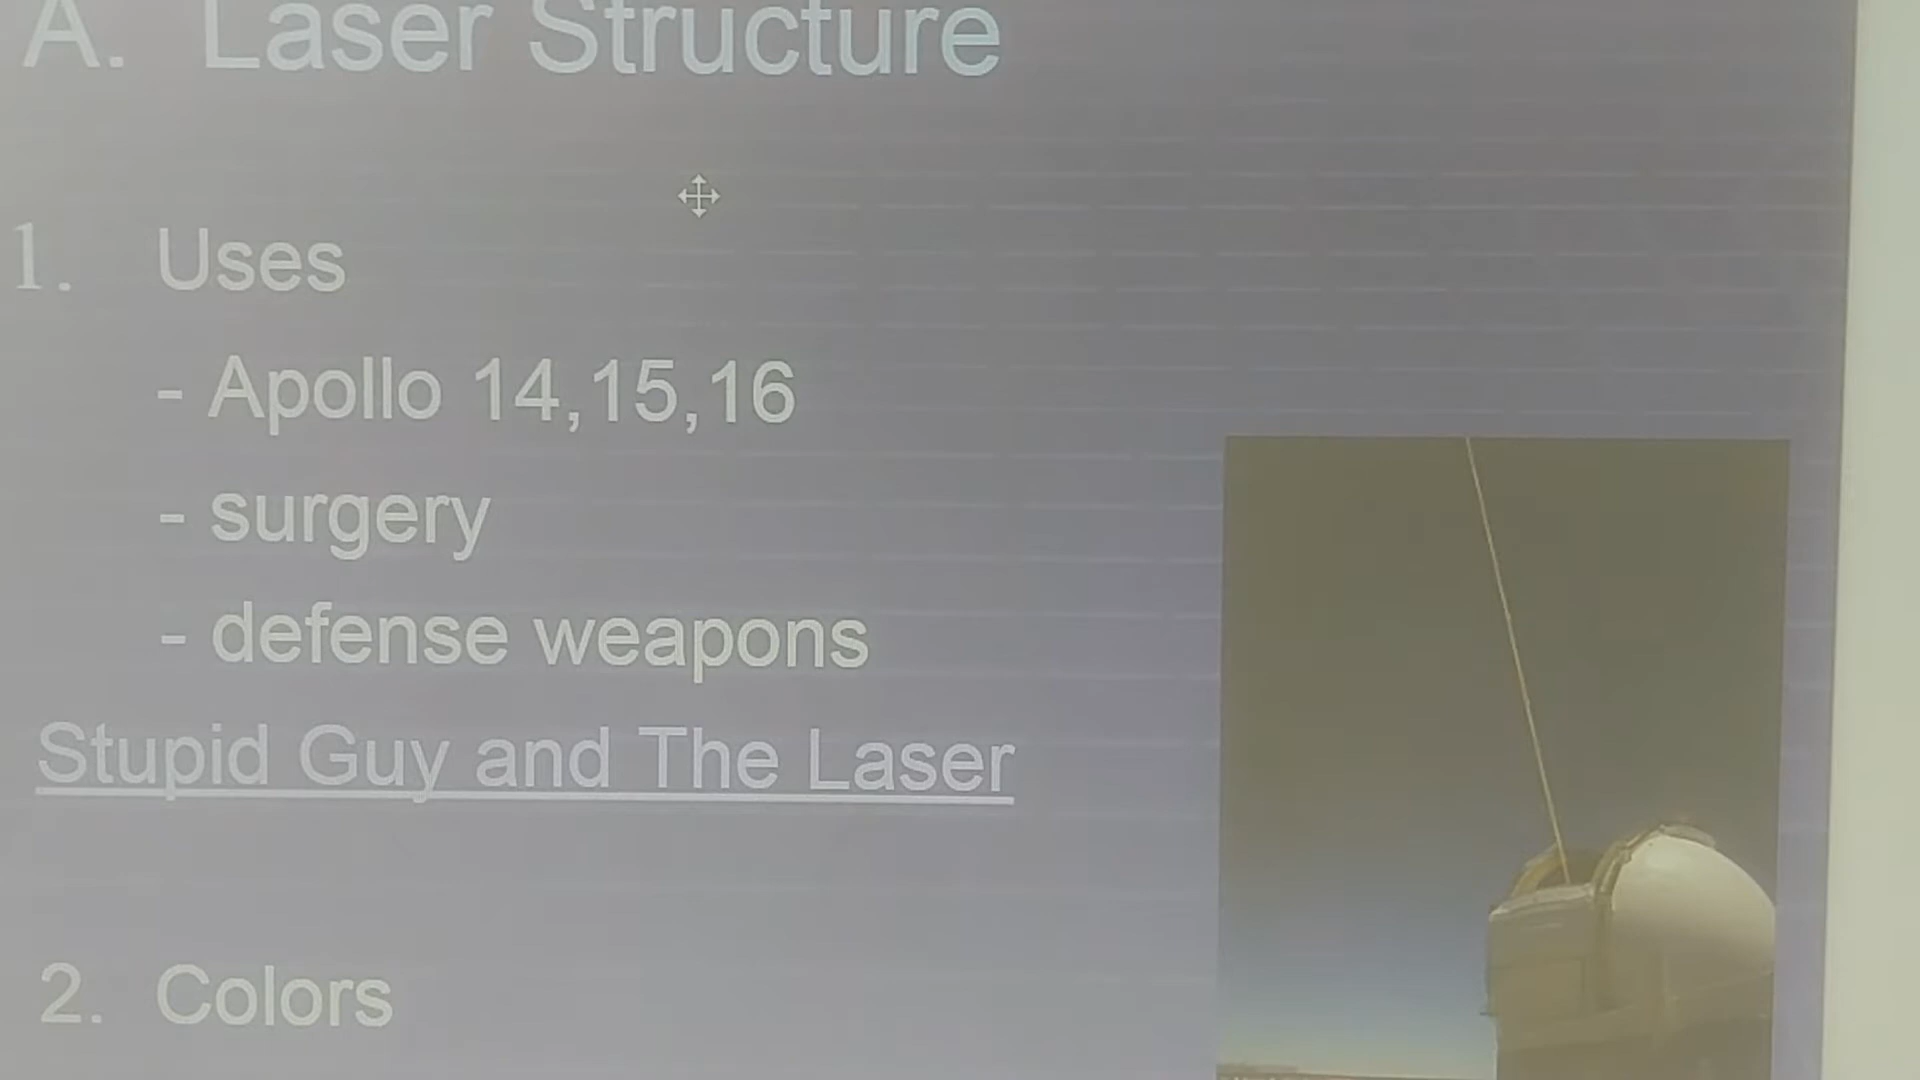 A. Laser Structure
1. Uses
- Apollo 14,15,16
- surgery
- defense weapons
Stupid Guy and The Laser
2. Colors